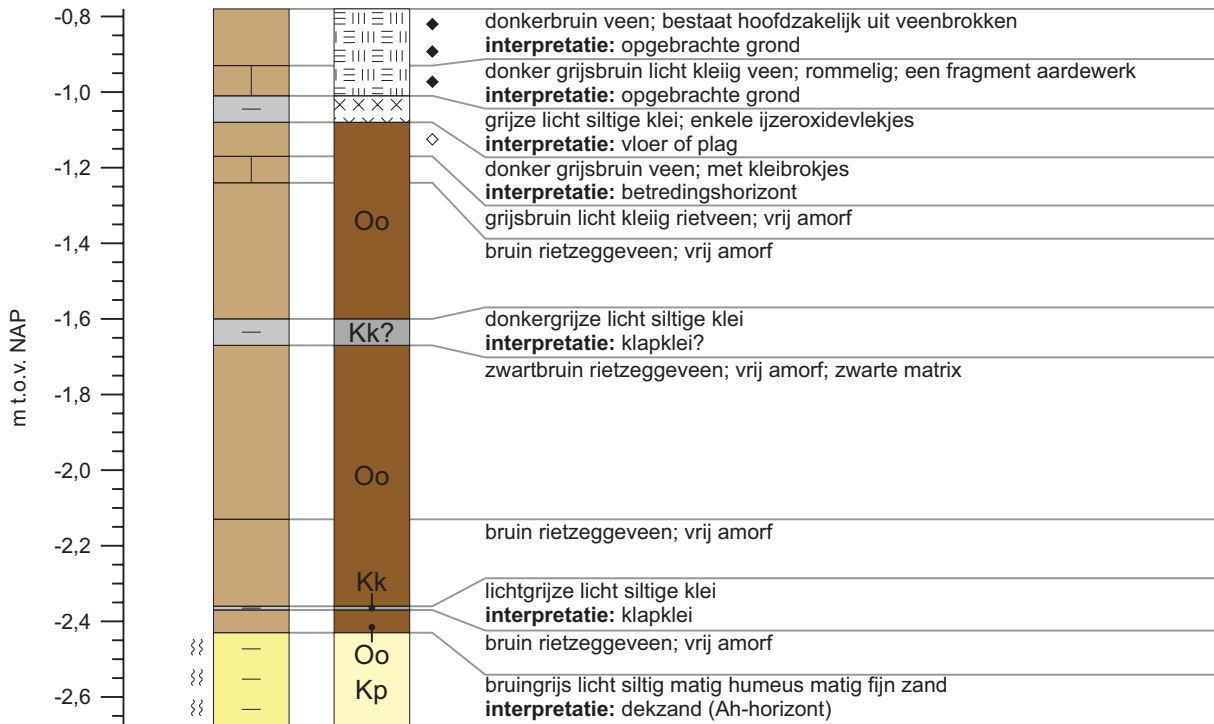 -0,8
-1,0
-1,2
-1,4
-1,6
-1,8
-2,0
-2,2
-2,4
-2,6
m t.o.v. NAP
Oo
Kk?
Oo
Kk
Oo
Kp
donkerbruin veen; bestaat hoofdzakelijk uit veenbrokken
interpretatie: opgebrachte grond
donker grijsbruin licht kleiig veen; rommelig; een fragment aardewerk
interpretatie: opgebrachte grond
grijze licht siltige klei; enkele ijzeroxidevlekjes
interpretatie: vloer of plag
donker grijsbruin veen; met kleibrokjes
interpretatie: betredingshorizont
grijsbruin licht kleiig rietveen; vrij amorf
bruin rietzeggeveen; vrij amorf
donkergrijze licht siltige klei
interpretatie: klapklei?
zwartbruin rietzeggeveen; vrij amorf; zwarte matrix
bruin rietzeggeveen; vrij amorf
lichtgrijze licht siltige klei
interpretatie: klapklei
bruin rietzeggeveen; vrij amorf
bruingrijs licht siltig matig humeus matig fijn zand
interpretatie: dekzand (Ah-horizont)